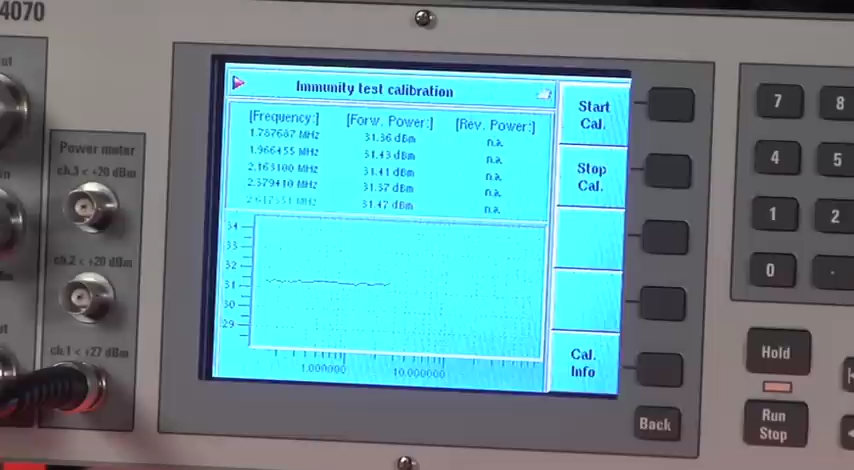 4070
Power meter
ch.3 < +20 dBm
ch.2 < +20 dBm
ch.1 < +27 dBm
Immunity test calibration
[Frequency:] [Forw. Power:] [Rev. Power:]
1.787687 MHz 31.36 dBm n.a.
1.966455 MHz 31.43 dBm n.a.
2.163100 MHz 31.41 dBm n.a.
2.379410 MHz 31.37 dBm n.a.
2.617351 MHz 31.47 dBm n.a.
34
33
32
31
30
29
1.000000 10.000000
Start
Cal.
Stop
Cal.
Cal.
Info
Back
7 8
4 5
1 2
0 .
Hold
Run
Stop